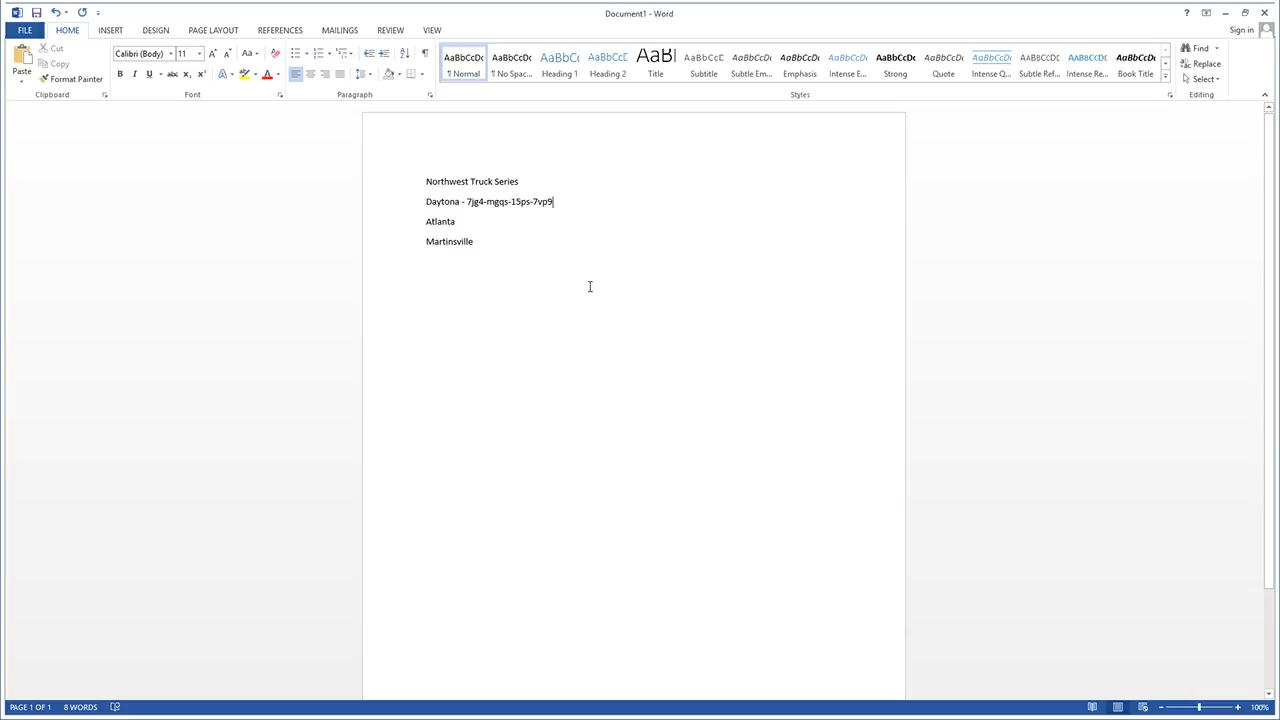 Document1 - Word
?
Sign in
FILE HOME INSERT DESIGN PAGE LAYOUT REFERENCES MAILINGS REVIEW VIEW
Paste
Cut
Copy
Format Painter
Clipboard
Calibri (Body) 11
Aa
B I U abc x₂ x² A A
Font
Paragraph
AaBbCcDc AaBbCcDc AaBbCc AaBbCcD AaBl AaBbCcD AaBbCcDc AaBbCcDc AaBbCcDc AaBbCcDc AaBbCcDc AaBbCcDc AaBbCcDc AaBbCcDc AaBbCcDc
¶ Normal ¶ No Spac... Heading 1 Heading 2 Title Subtitle Subtle Em... Emphasis Intense E... Strong Quote Intense Q... Subtle Ref... Intense Re... Book Title
Styles
Find
Replace
Select
Editing
Northwest Truck Series
Daytona - 7jg4-mgqs-15ps-7vp9
Atlanta
Martinsville
PAGE 1 OF 1 8 WORDS 100%